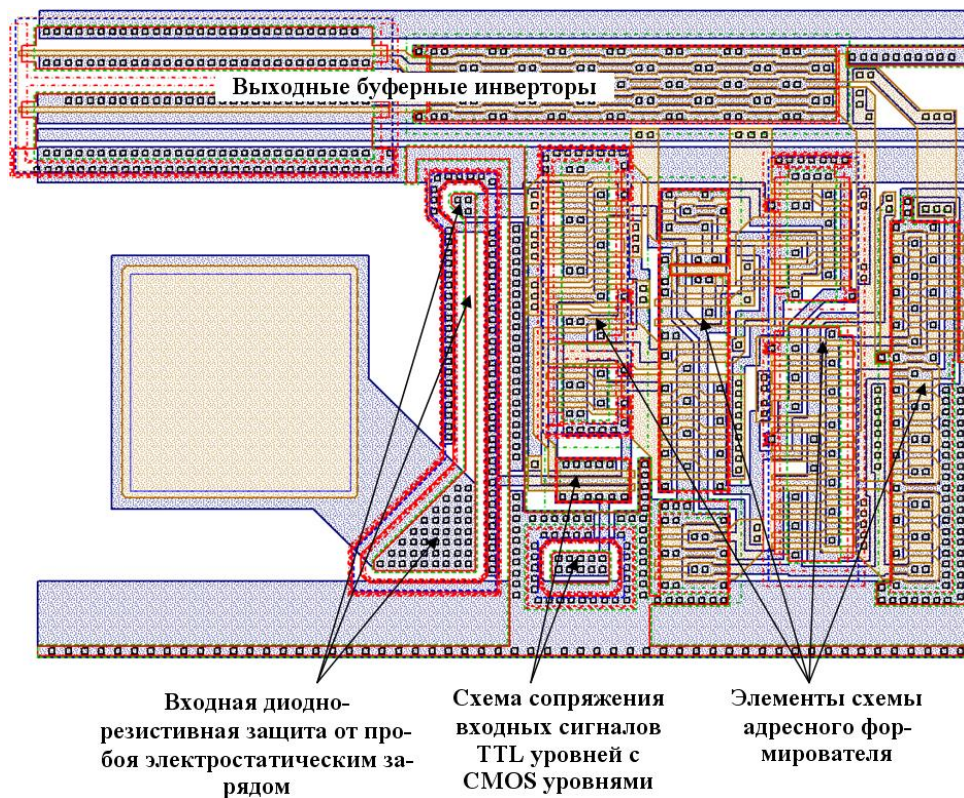 Выходные буферные инверторы
Входная диодно-
резистивная защита от про-
боя электростатическим за-
рядом
Схема сопряжения
входных сигналов
TTL уровней с
CMOS уровнями
Элементы схемы
адресного фор-
мирователя